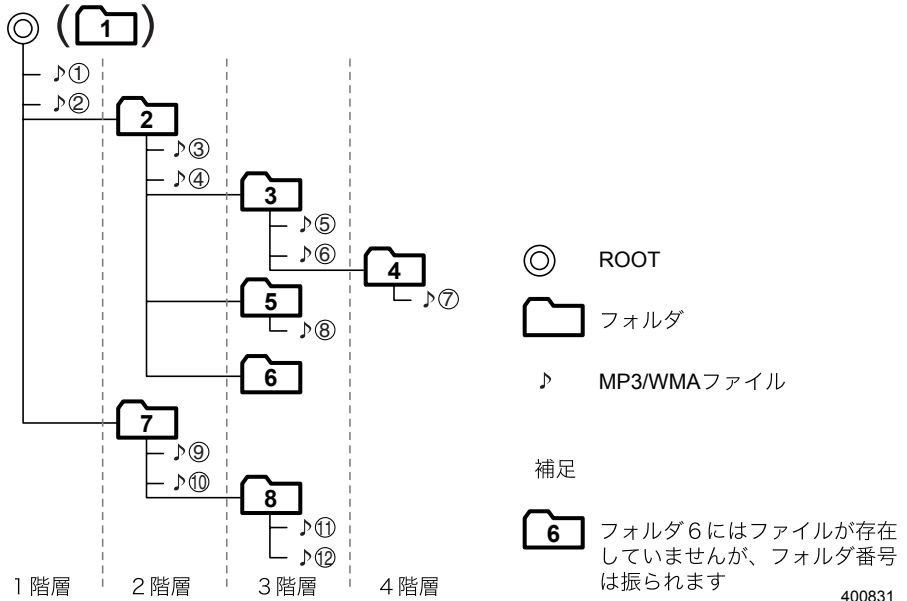 (1)
♪①
♪②
2
♪③
♪④
3
♪⑤
♪⑥
4
♪⑦
5
♪⑧
6
7
♪⑨
♪⑩
8
♪⑪
♪⑫
1階層 2階層 3階層 4階層
ROOT
フォルダ
♪ MP3/WMAファイル
補足
6 フォルダ6にはファイルが存在
していませんが、フォルダ番号
は振られます
400831